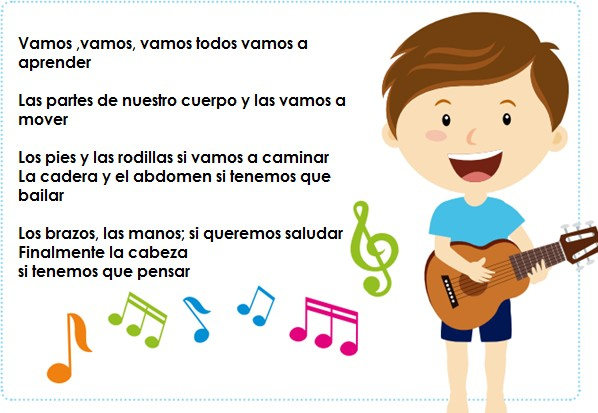 Vamos ,vamos, vamos todos vamos a
aprender
Las partes de nuestro cuerpo y las vamos a
mover
Los pies y las rodillas si vamos a caminar
La cadera y el abdomen si tenemos que
bailar
Los brazos, las manos; si queremos saludar
Finalmente la cabeza
si tenemos que pensar